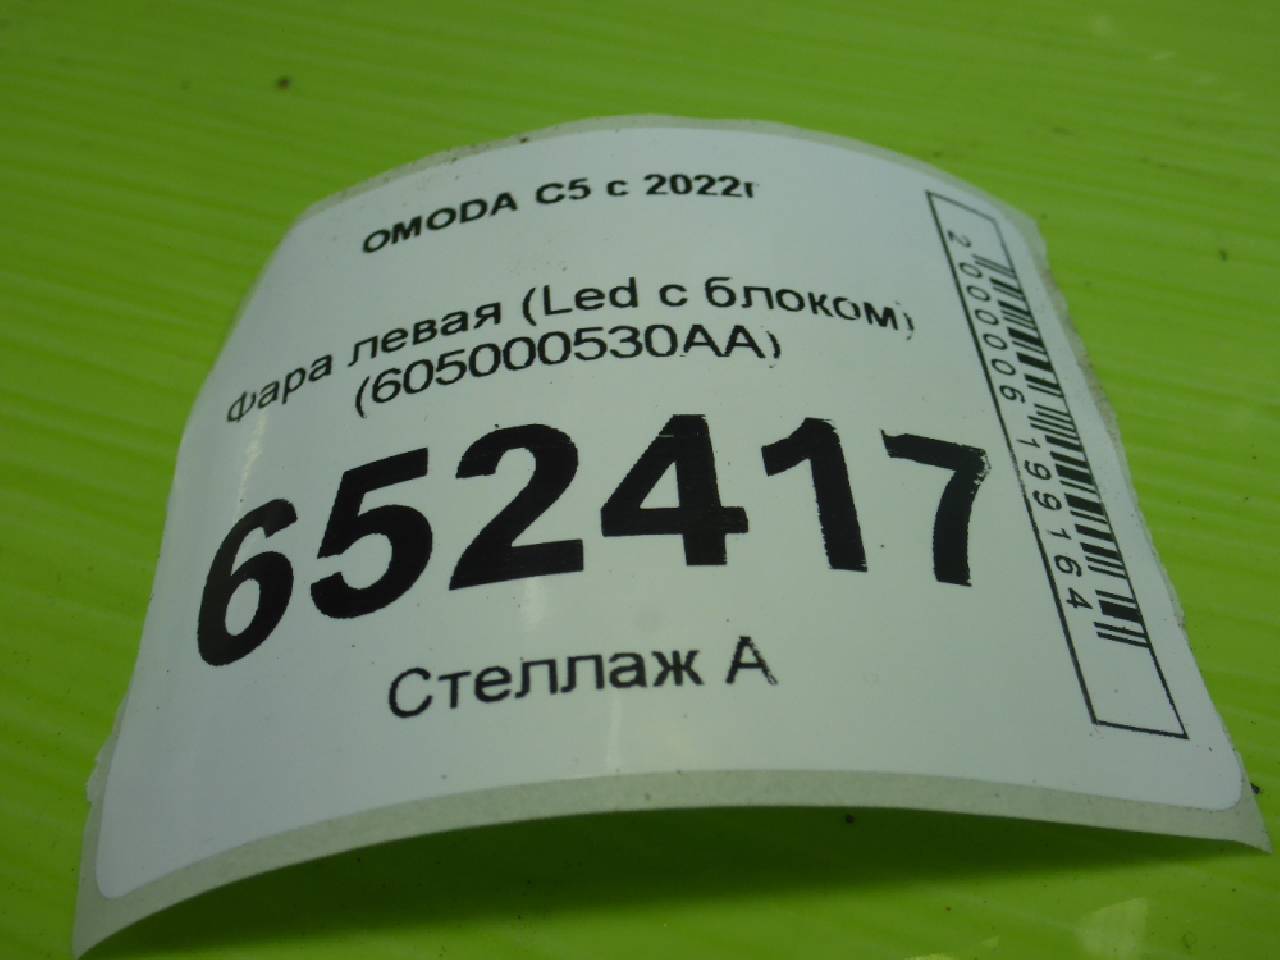 OMODA C5 с 2022г
Фара левая (Led с блоком)
(605000530AA)
652417
Стеллаж А
2000006199164